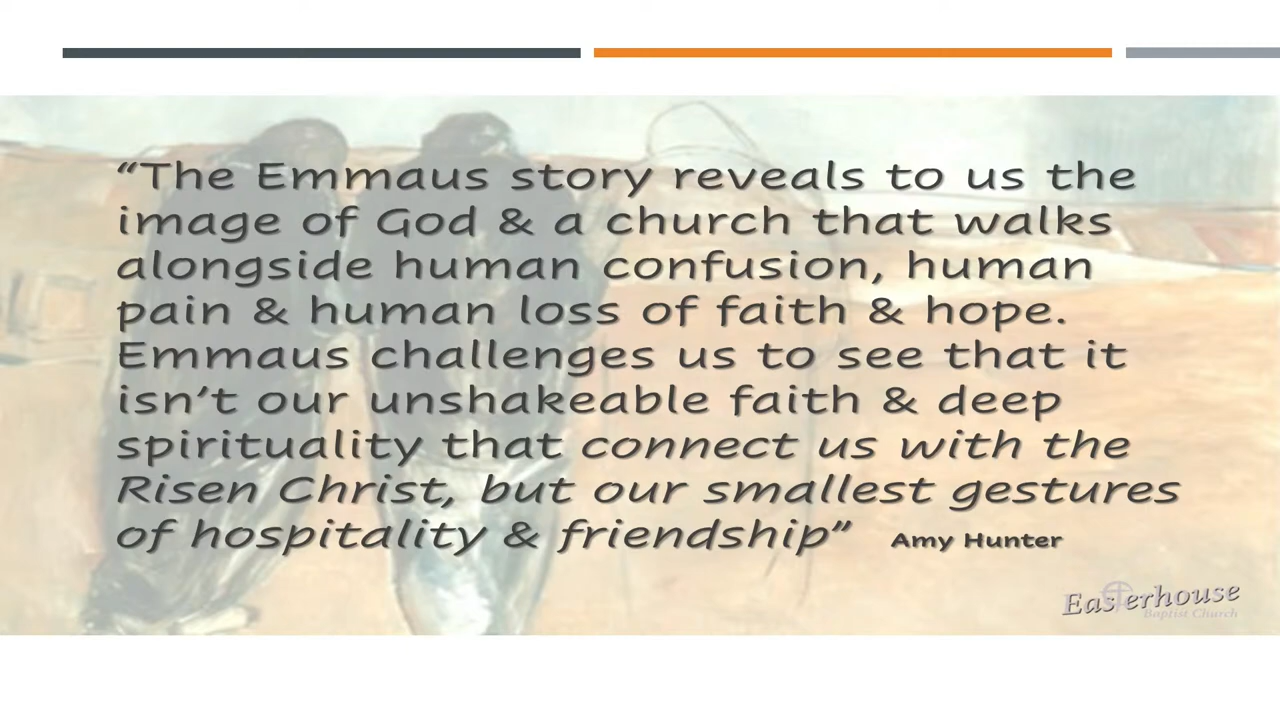 “The Emmaus story reveals to us the
image of God & a church that walks
alongside human confusion, human
pain & human loss of faith & hope.
Emmaus challenges us to see that it
isn’t our unshakeable faith & deep
spirituality that connect us with the
Risen Christ, but our smallest gestures
of hospitality & friendship” Amy Hunter
Easterhouse
Baptist Church